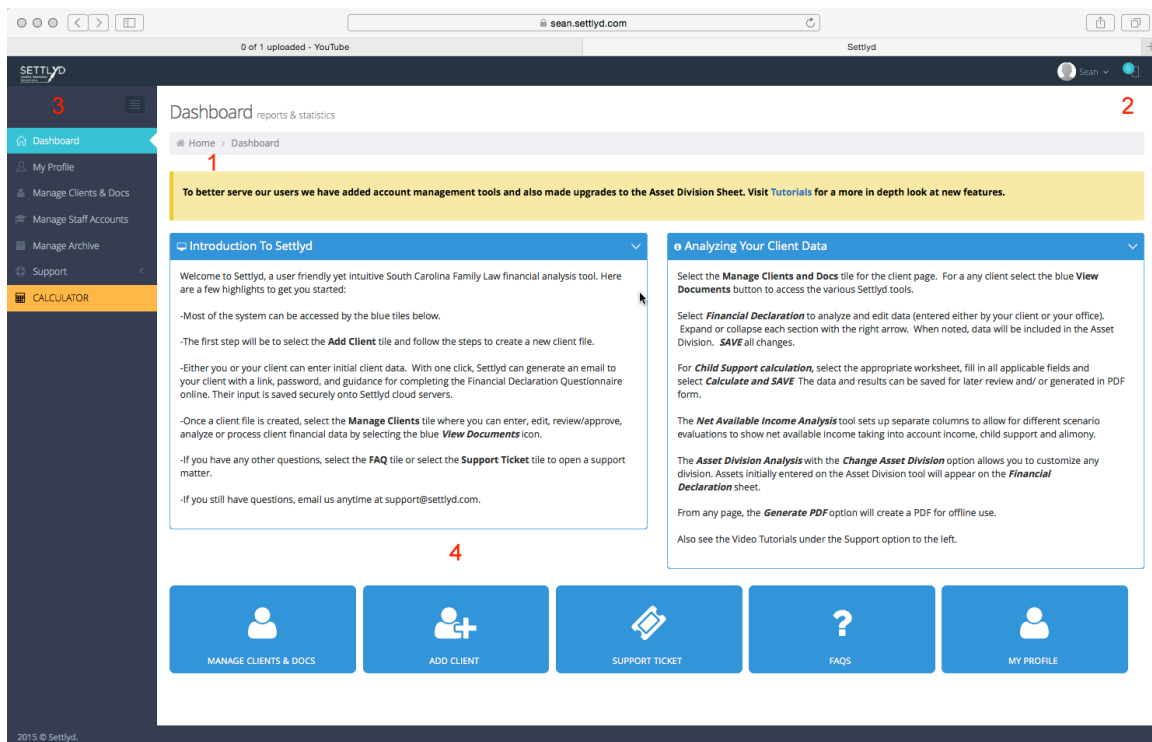 sean.settlyd.com
0 of 1 uploaded - YouTube
Settlyd
+
SETTLYD
Sean
0
3
2
Dashboard reports & statistics
Dashboard
My Profile
Manage Clients & Docs
Manage Staff Accounts
Manage Archive
Support
CALCULATOR
Home > Dashboard
1
To better serve our users we have added account management tools and also made upgrades to the Asset Division Sheet. Visit Tutorials for a more in depth look at new features.
Introduction To Settlyd
Welcome to Settlyd, a user friendly yet intuitive South Carolina Family Law financial analysis tool. Here
are a few highlights to get you started:
-Most of the system can be accessed by the blue tiles below.
-The first step will be to select the Add Client tile and follow the steps to create a new client file.
-Either you or your client can enter initial client data. With one click, Settlyd can generate an email to
your client with a link, password, and guidance for completing the Financial Declaration Questionnaire
online. Their input is saved securely onto Settlyd cloud servers.
-Once a client file is created, select the Manage Clients tile where you can enter, edit, review/approve,
analyze or process client financial data by selecting the blue View Documents icon.
-If you have any other questions, select the FAQ tile or select the Support Ticket tile to open a support
matter.
-If you still have questions, email us anytime at support@settlyd.com.
Analyzing Your Client Data
Select the Manage Clients and Docs tile for the client page. For a any client select the blue View
Documents button to access the various Settlyd tools.
Select Financial Declaration to analyze and edit data (entered either by your client or your office).
Expand or collapse each section with the right arrow. When noted, data will be included in the Asset
Division. SAVE all changes.
For Child Support calculation, select the appropriate worksheet, fill in all applicable fields and
select Calculate and SAVE The data and results can be saved for later review and/ or generated in PDF
form.
The Net Available Income Analysis tool sets up separate columns to allow for different scenario
evaluations to show net available income taking into account income, child support and alimony.
The Asset Division Analysis with the Change Asset Division option allows you to customize any
division. Assets initially entered on the Asset Division tool will appear on the Financial
Declaration sheet.
From any page, the Generate PDF option will create a PDF for offline use.
Also see the Video Tutorials under the Support option to the left.
4
MANAGE CLIENTS & DOCS
ADD CLIENT
SUPPORT TICKET
?
FAQS
MY PROFILE
2015 © Settlyd.